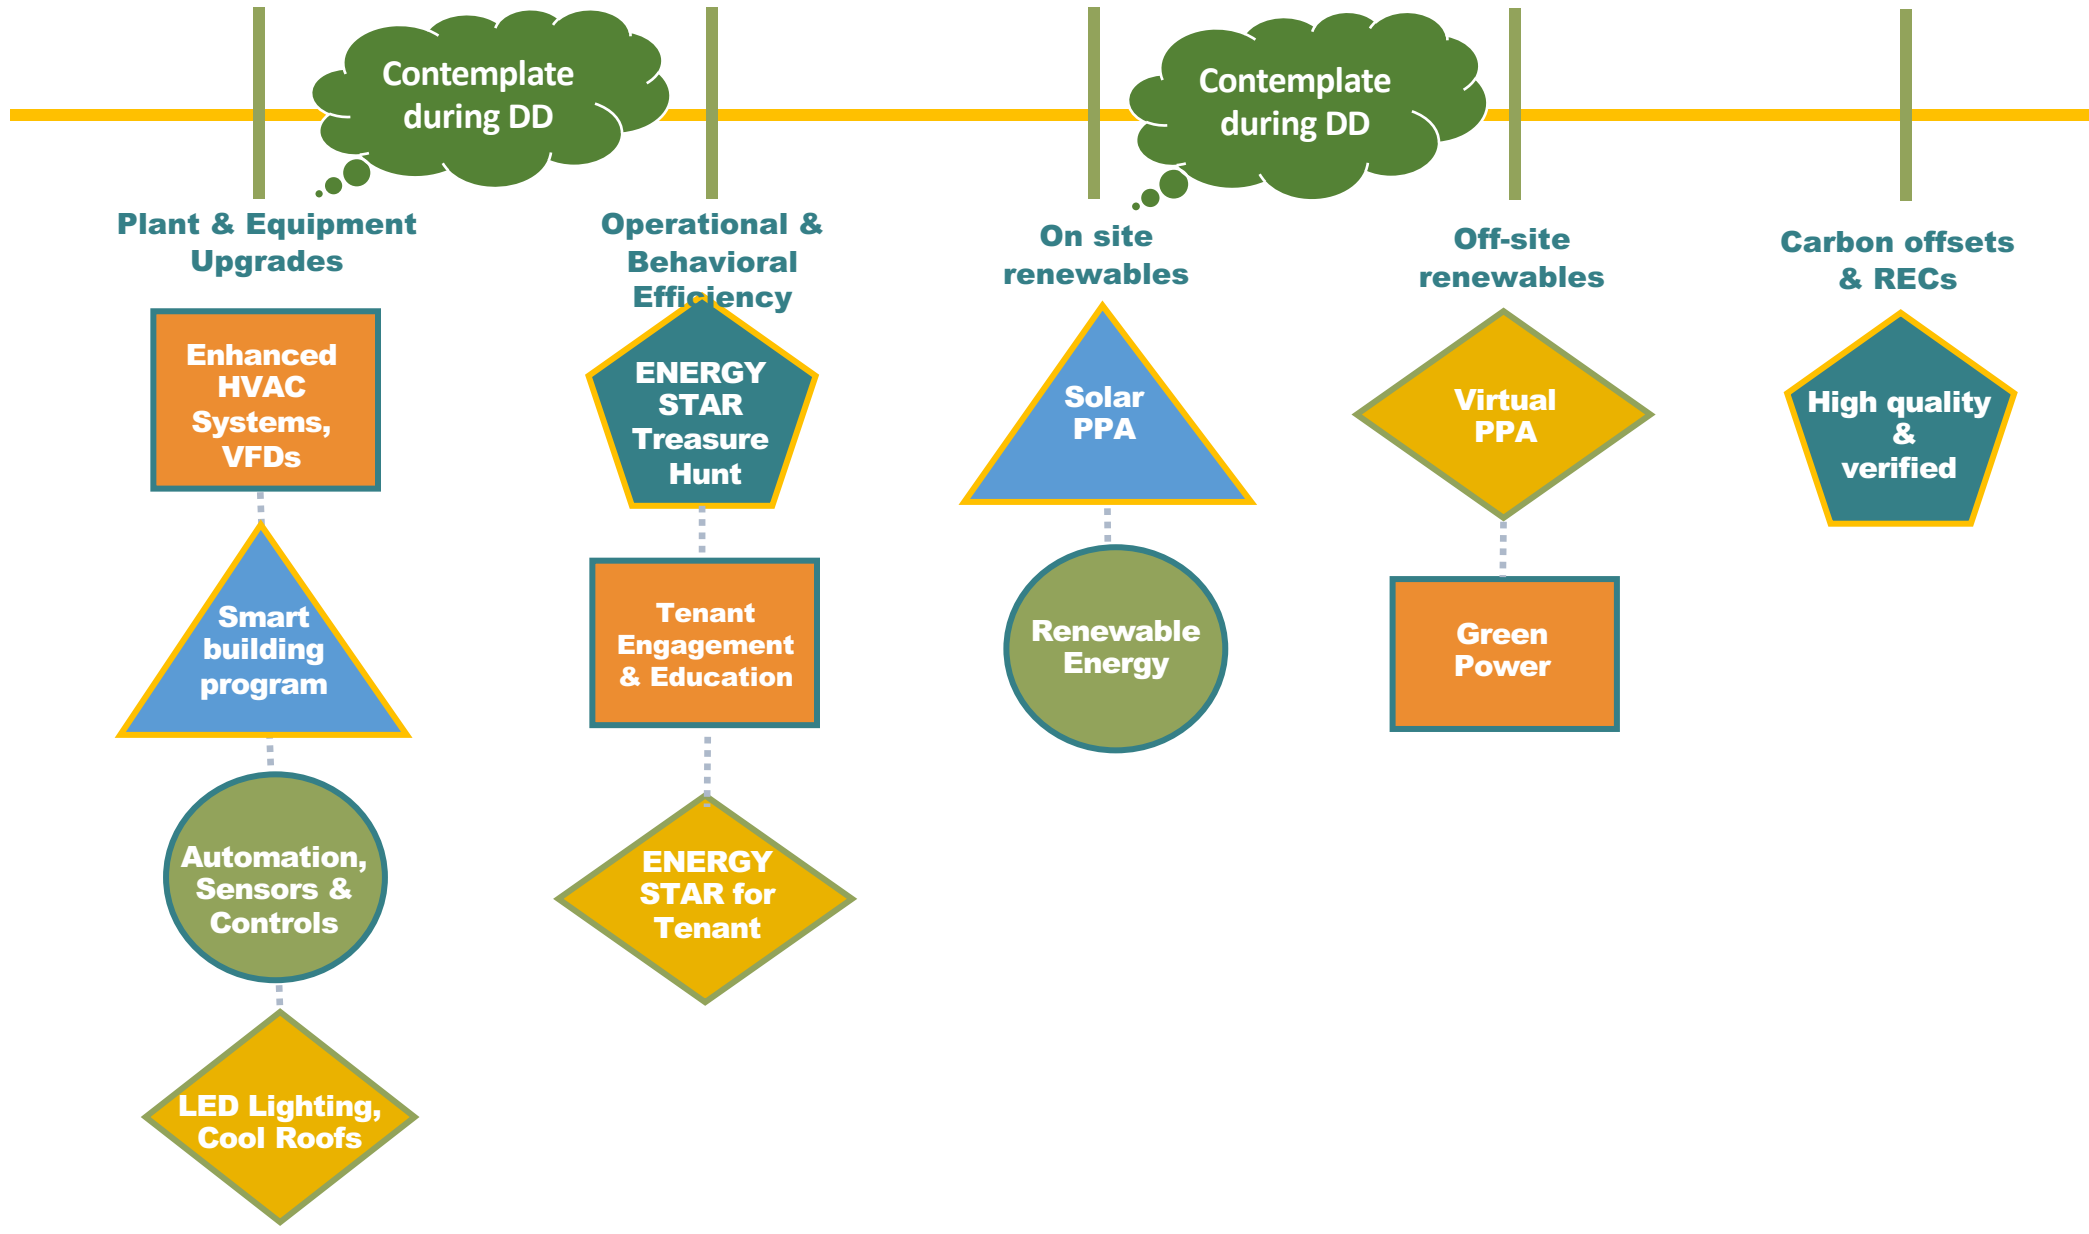 Contemplate
during DD
Contemplate
during DD
Plant & Equipment
Upgrades
Enhanced
HVAC
Systems,
VFDs
Smart
building
program
Automation,
Sensors &
Controls
LED Lighting,
Cool Roofs
Operational &
Behavioral
Efficiency
ENERGY
STAR
Treasure
Hunt
Tenant
Engagement
& Education
ENERGY
STAR for
Tenant
On site
renewables
Solar
PPA
Renewable
Energy
Off-site
renewables
Virtual
PPA
Green
Power
Carbon offsets
& RECs
High quality
&
verified